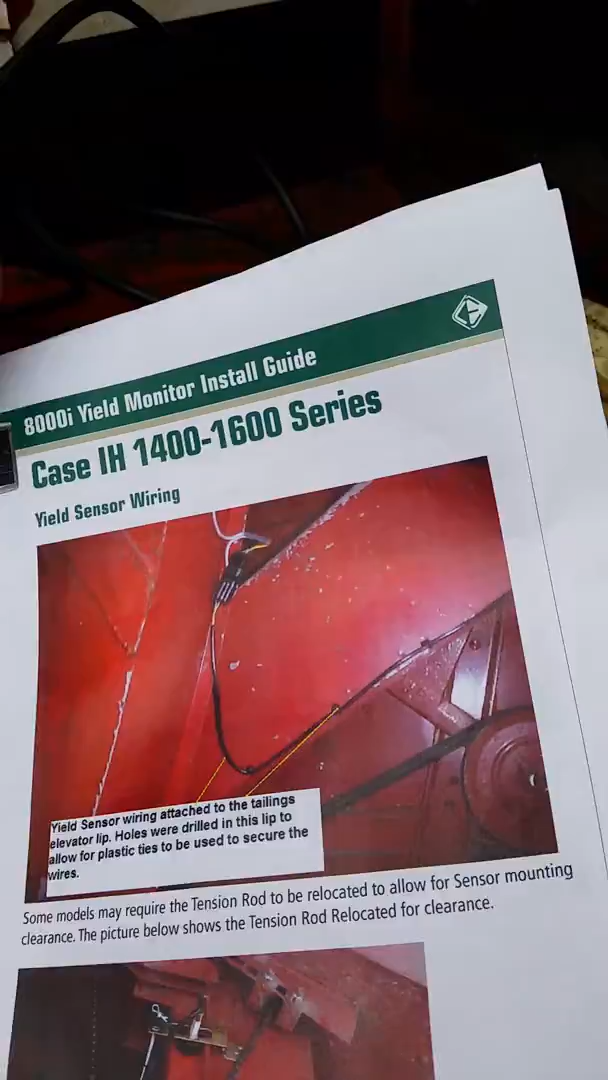 8000i Yield Monitor Install Guide
Case IH 1400-1600 Series
Yield Sensor Wiring
Yield Sensor wiring attached to the tailings
elevator lip. Holes were drilled in this lip to
allow for plastic ties to be used to secure the
wires.
Some models may require the Tension Rod to be relocated to allow for Sensor mounting
clearance. The picture below shows the Tension Rod Relocated for clearance.